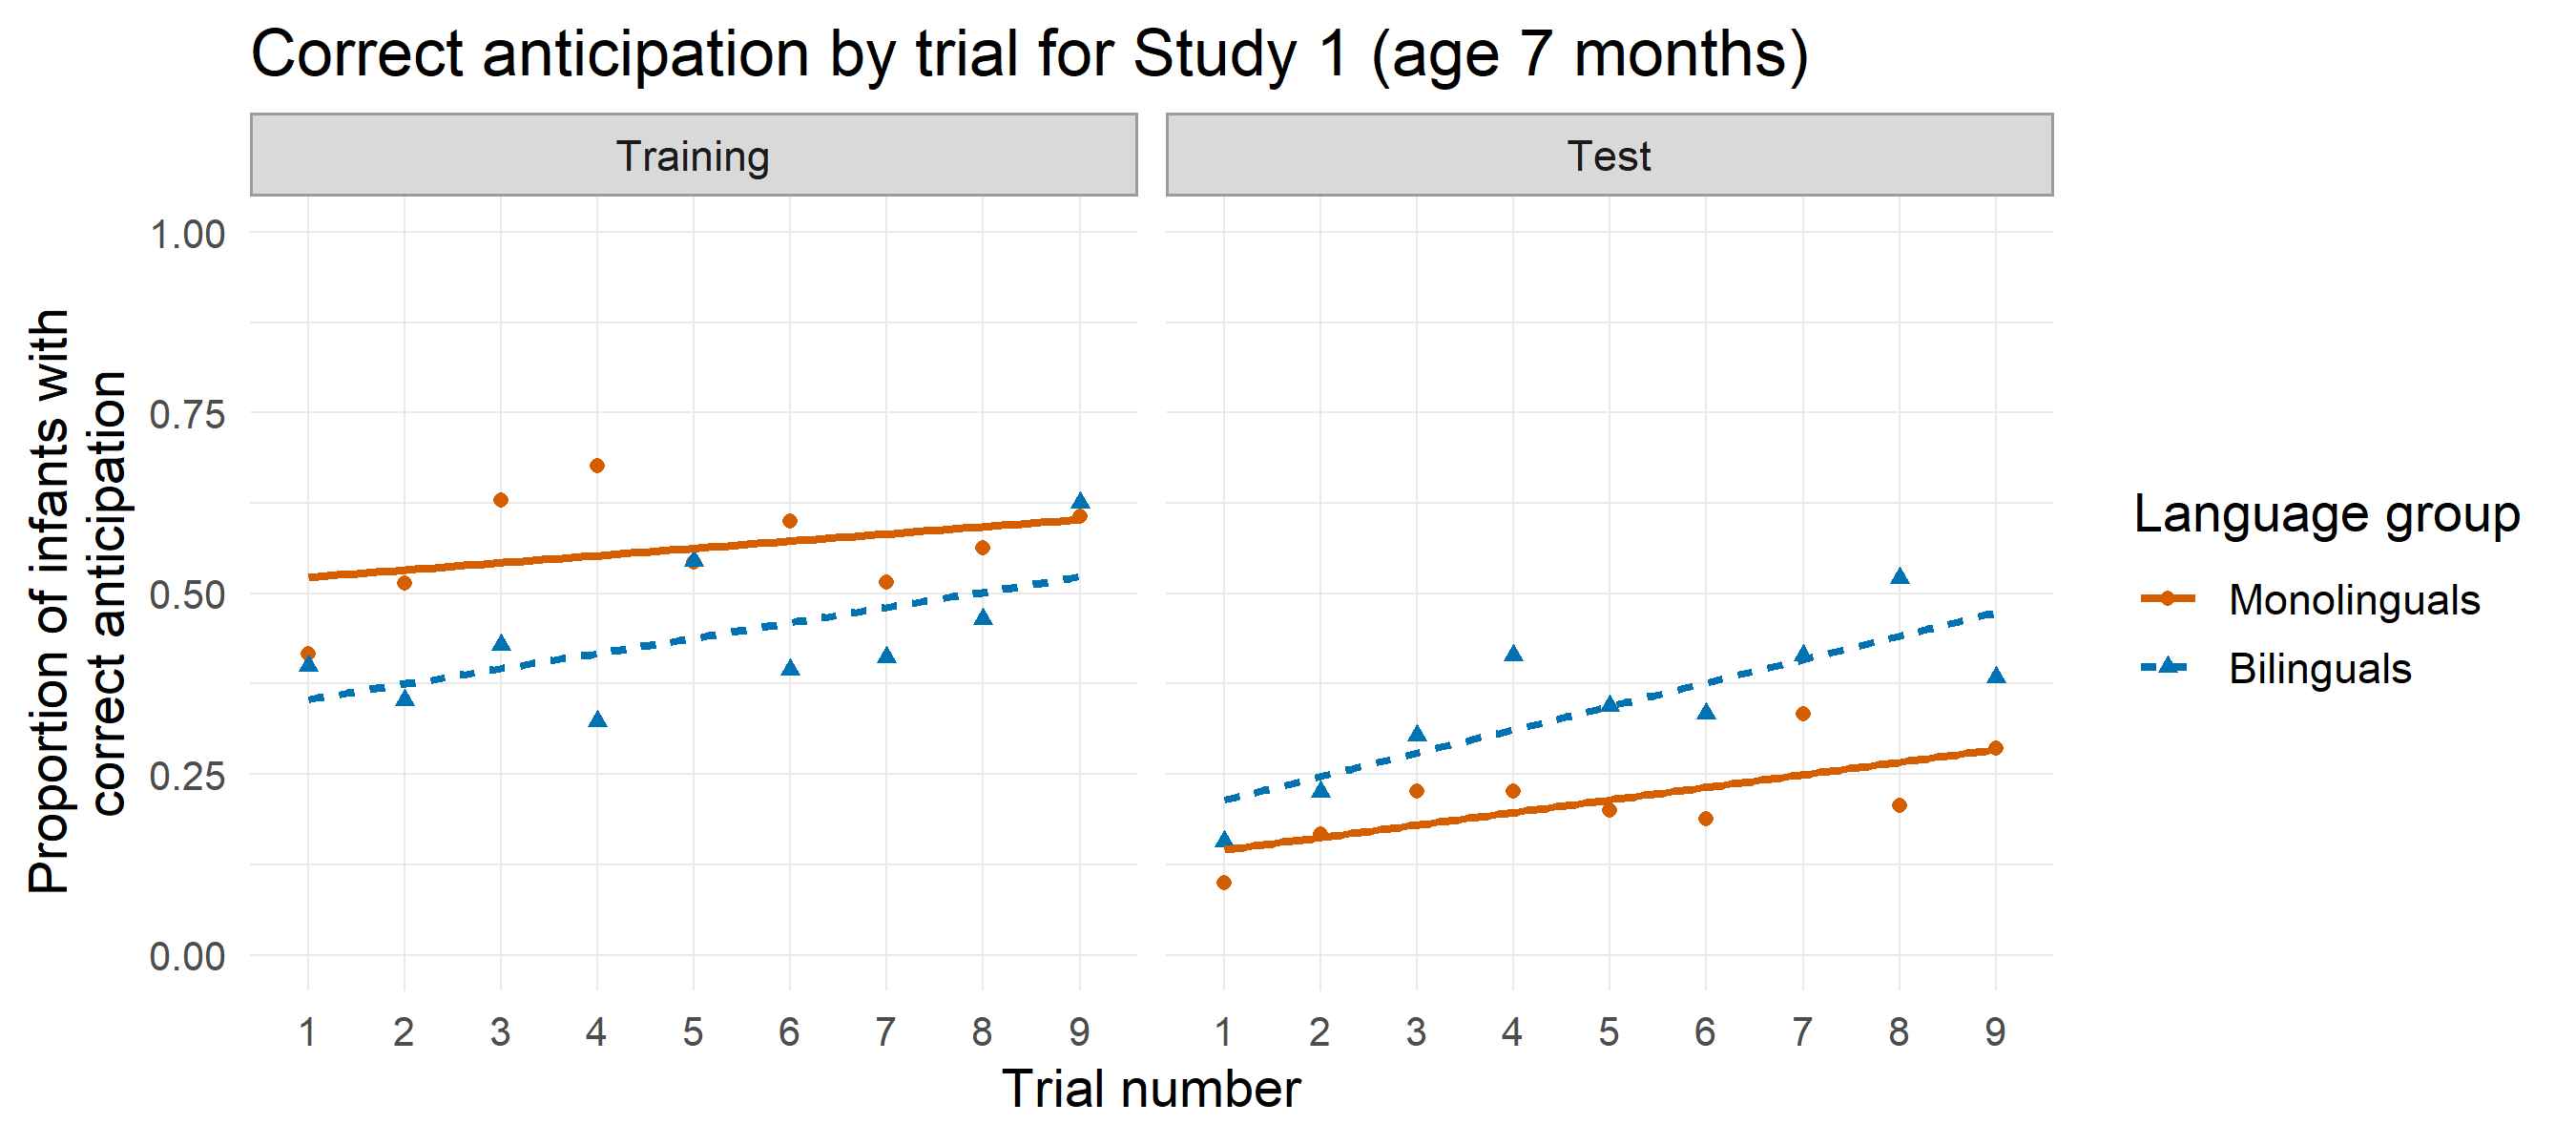 Correct anticipation by trial for Study 1 (age 7 months)
Training
Test
Proportion of infants with
correct anticipation
1.00
0.75
0.50
0.25
0.00
1 2 3 4 5 6 7 8 9
1 2 3 4 5 6 7 8 9
Trial number
Language group
Monolinguals
Bilinguals